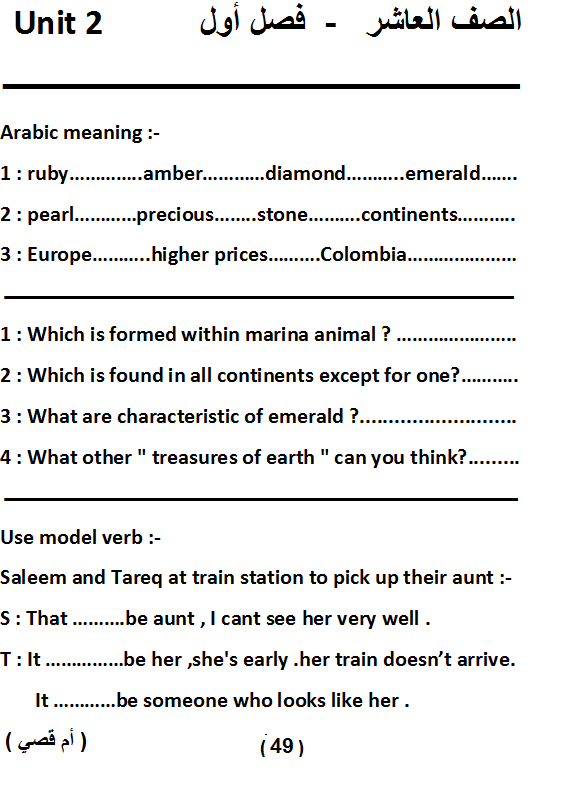 Unit 2 الصف العاشر - فصل أول
Arabic meaning :-
1 : ruby..............amber............diamond...........emerald.......
2 : pearl............precious........stone..........continents...........
3 : Europe...........higher prices..........Colombia.....................
1 : Which is formed within marina animal ? .......................
2 : Which is found in all continents except for one?...........
3 : What are characteristic of emerald ?............................
4 : What other " treasures of earth " can you think?.........
Use model verb :-
Saleem and Tareq at train station to pick up their aunt :-
S : That ..........be aunt , I cant see her very well .
T : It ...............be her ,she's early .her train doesn’t arrive.
It ............be someone who looks like her .
( أم قصي )
( 49 )